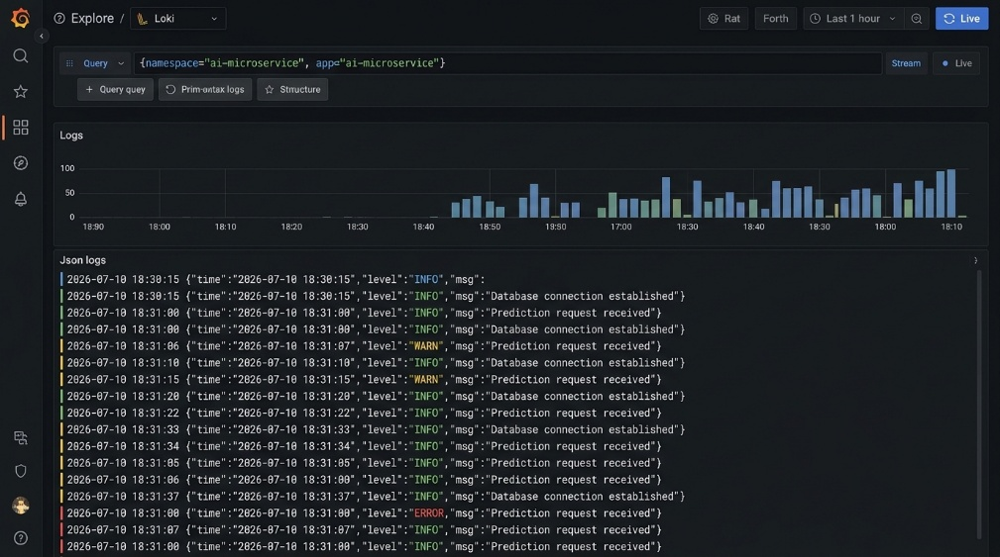 Explore / Loki
Rat
Forth
Last 1 hour
Live
Query {namespace="ai-microservice", app="ai-microservice"}
Stream
Live
+ Query quey
Prim-antax logs
Structure
Logs
100
50
0
18:90 18:00 18:10 18:20 18:30 18:40 18:50 19:90 17:00 18:30 18:40 18:30 18:00 18:10
Json logs
2026-07-10 18:30:15 {"time":"2026-07-10 18:30:15","level":"INFO","msg":
2026-07-10 18:30:15 {"time":"2026-07-10 18:30:15","level":"INFO","msg":"Database connection established"}
2026-07-10 18:31:00 {"time":"2026-07-10 18:31:00","level":"INFO","msg":"Prediction request received"}
2026-07-10 18:31:00 {"time":"2026-07-10 18:31:00","level":"INFO","msg":"Database connection established"}
2026-07-10 18:31:06 {"time":"2026-07-10 18:31:07","level":"WARN","msg":"Prediction request received"}
2026-07-10 18:31:10 {"time":"2026-07-10 18:31:10","level":"INFO","msg":"Database connection established"}
2026-07-10 18:31:15 {"time":"2026-07-10 18:31:15","level":"WARN","msg":"Prediction request received"}
2026-07-10 18:31:20 {"time":"2026-07-10 18:31:20","level":"INFO","msg":"Database connection established"}
2026-07-10 18:31:22 {"time":"2026-07-10 18:31:22","level":"INFO","msg":"Prediction request received"}
2026-07-10 18:31:33 {"time":"2026-07-10 18:31:33","level":"INFO","msg":"Database connection established"}
2026-07-10 18:31:34 {"time":"2026-07-10 18:31:34","level":"INFO","msg":"Prediction request received"}
2026-07-10 18:31:05 {"time":"2026-07-10 18:31:05","level":"INFO","msg":"Prediction request received"}
2026-07-10 18:31:06 {"time":"2026-07-10 18:31:00","level":"INFO","msg":"Prediction request received"}
2026-07-10 18:31:37 {"time":"2026-07-10 18:31:37","level":"INFO","msg":"Database connection established"}
2026-07-10 18:31:00 {"time":"2026-07-10 18:31:00","level":"ERROR,"msg":"Prediction request received"}
2026-07-10 18:31:07 {"time":"2026-07-10 18:31:07","level":"INFO","msg":"Prediction request received"}
2026-07-10 18:31:00 {"time":"2026-07-10 18:31:00","level":"INFO","msg":"Prediction request received"}